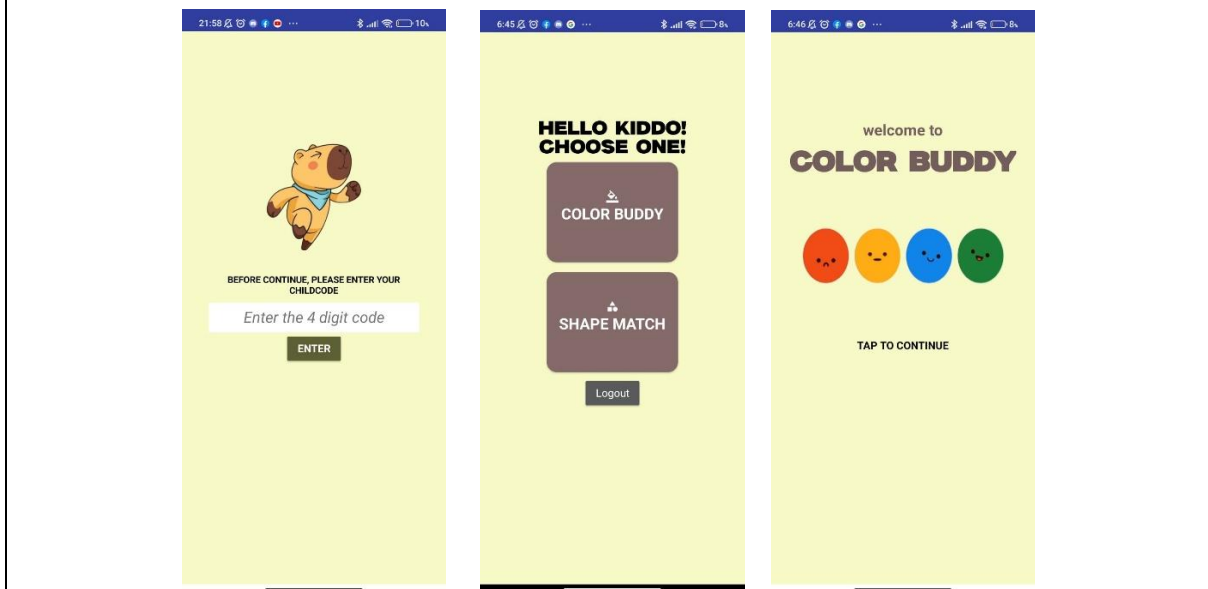 21:58
10%
BEFORE CONTINUE, PLEASE ENTER YOUR
CHILDCODE
Enter the 4 digit code
ENTER
6:45
8%
HELLO KIDDO!
CHOOSE ONE!
COLOR BUDDY
SHAPE MATCH
Logout
6:46
8%
welcome to
COLOR BUDDY
TAP TO CONTINUE